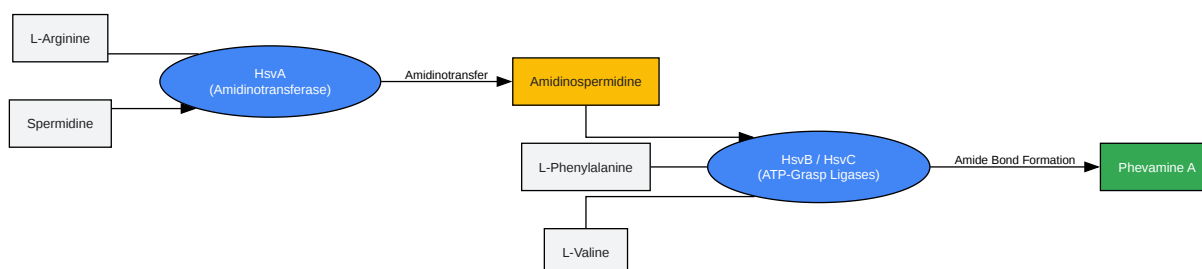 L-Arginine
HsvA
(Amidinotransferase)
Amidinotransfer
Amidinospermidine
Spermidine
L-Phenylalanine
HsvB / HsvC
(ATP-Grasp Ligases)
Amide Bond Formation
Phevamine A
L-Valine